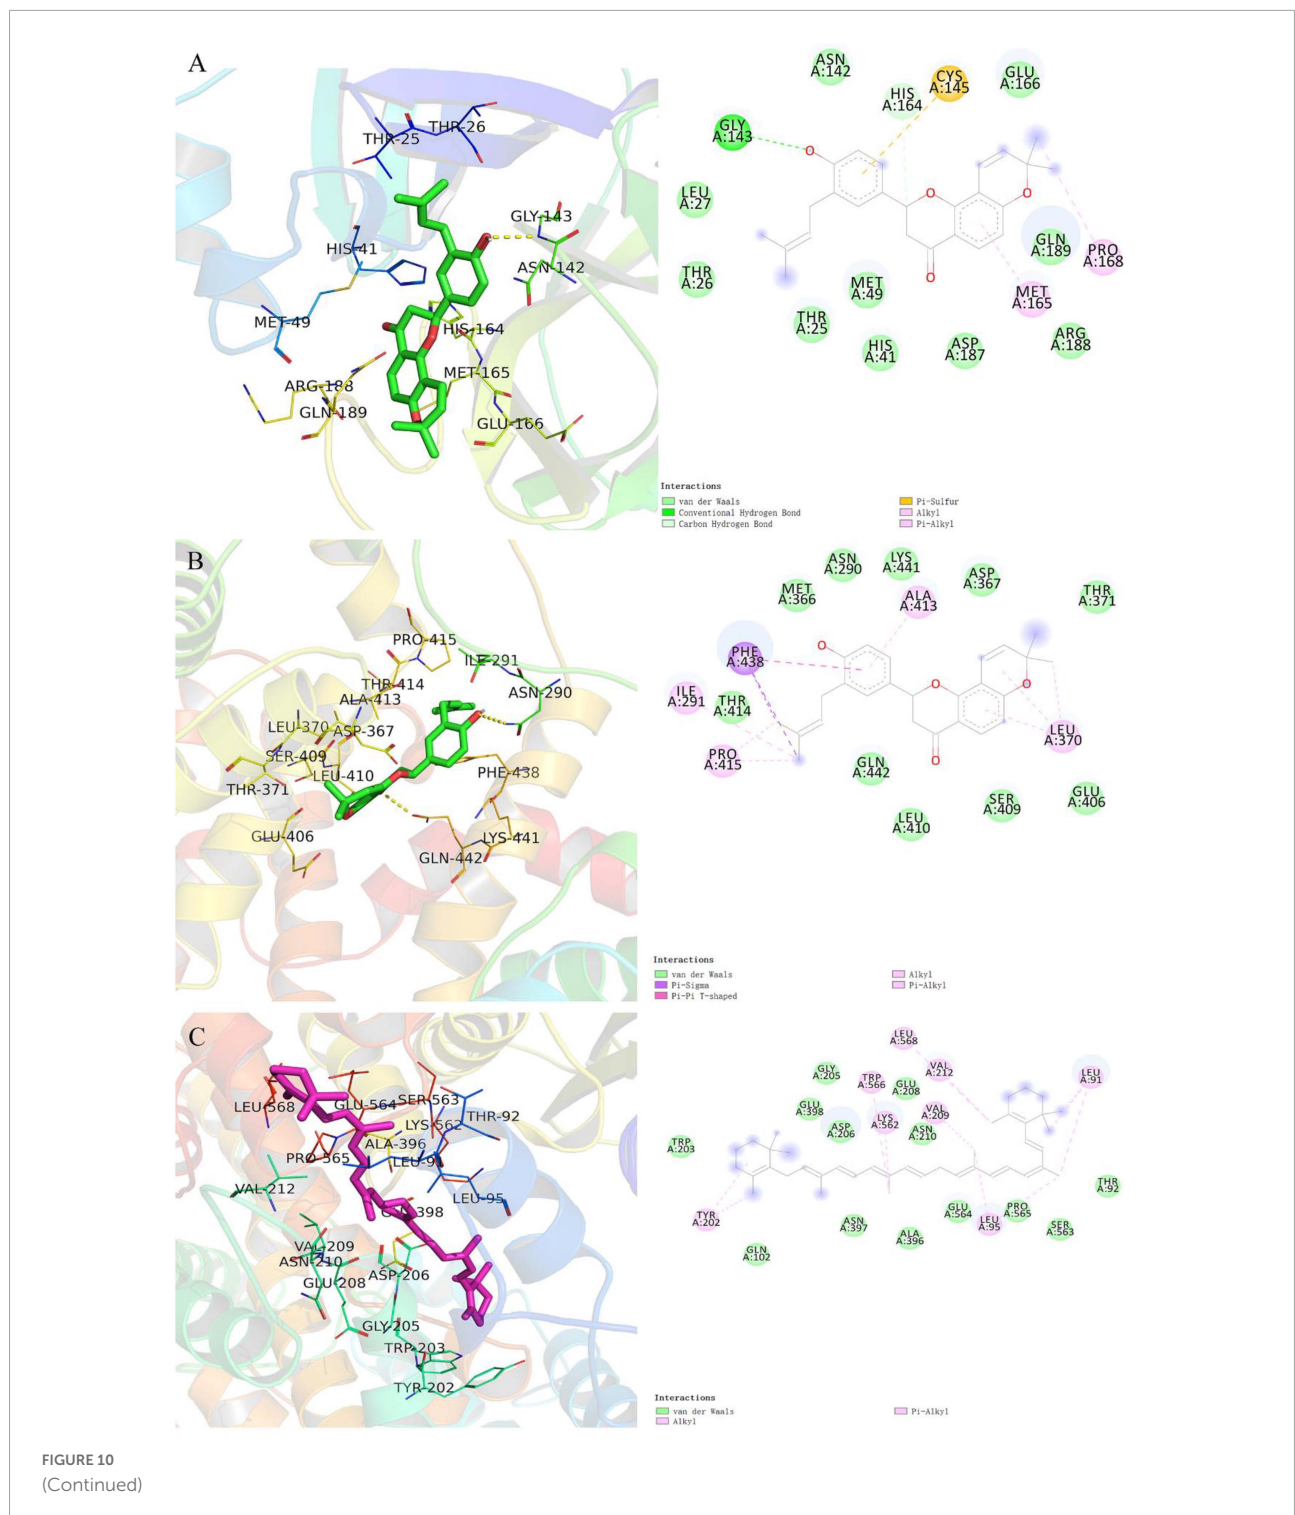 A
THR-25
THR-26
HIS-41
GLY-143
ASN-142
MET-49
HIS-164
ARG-188
MET-165
GLN-189
GLU-166
ASN
A:142
HIS
A:164
CYS
A:145
GLU
A:166
GLY
A:143
LEU
A:27
THR
A:26
THR
A:25
MET
A:49
HIS
A:41
ASP
A:187
GLN
A:189
PRO
A:168
MET
A:165
ARG
A:188
O
O
O
O
Interactions
van der Waals
Conventional Hydrogen Bond
Carbon Hydrogen Bond
Pi-Sulfur
Alkyl
Pi-Alkyl
B
PRO-415
ILE-291
THR-414
ASN-290
ALA-413
LEU-370
ASP-367
SER-409
LEU-410
PHE-438
THR-371
GLU-406
LYS-441
GLN-442
MET
A:366
ASN
A:290
LYS
A:441
ALA
A:413
ASP
A:367
THR
A:371
PHE
A:438
ILE
A:291
THR
A:414
PRO
A:415
GLN
A:442
LEU
A:410
SER
A:409
GLU
A:406
LEU
A:370
O
O
O
O
Interactions
van der Waals
Pi-Sigma
Pi-Pi T-shaped
Alkyl
Pi-Alkyl
C
LEU-568
GLU-564
SER-563
THR-92
LYS-562
ALA-396
PRO-565
LEU-9
VAL-212
LEU-95
398
VAL-209
ASN-210
GLU-208
ASP-206
GLY-205
TRP-203
TYR-202
LEU
A:568
GLY
A:205
TRP
A:566
GLU
A:208
VAL
A:212
LEU
A:91
GLU
A:398
ASP
A:206
LYS
A:562
VAL
A:209
ASN
A:210
TRP
A:203
TYR
A:202
GLN
A:102
ASN
A:397
ALA
A:396
GLU
A:564
LEU
A:95
PRO
A:565
SER
A:563
THR
A:92
Interactions
van der Waals
Alkyl
Pi-Alkyl
FIGURE 10
(Continued)